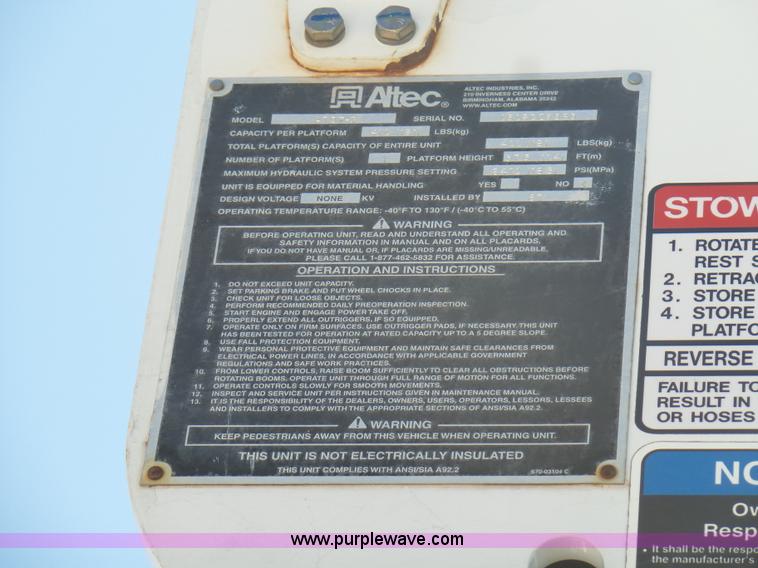 Altec
ALTEC INDUSTRIES, INC.
210 INVERNESS CENTER DRIVE
BIRMINGHAM, ALABAMA 35242
WWW.ALTEC.COM
MODEL SERIAL NO.
CAPACITY PER PLATFORM LBS(kg)
TOTAL PLATFORM(S) CAPACITY OF ENTIRE UNIT LBS(kg)
NUMBER OF PLATFORM(S) PLATFORM HEIGHT FT(m)
MAXIMUM HYDRAULIC SYSTEM PRESSURE SETTING PSI(MPa)
UNIT IS EQUIPPED FOR MATERIAL HANDLING YES NO
DESIGN VOLTAGE NONE KV INSTALLED BY
OPERATING TEMPERATURE RANGE: -40°F TO 130°F / (-40°C TO 55°C)
WARNING
BEFORE OPERATING UNIT, READ AND UNDERSTAND ALL OPERATING AND
SAFETY INFORMATION IN MANUAL AND ON ALL PLACARDS.
IF YOU DO NOT HAVE MANUAL OR, IF PLACARDS ARE MISSING/UNREADABLE,
PLEASE CALL 1-877-462-5832 FOR ASSISTANCE.
OPERATION AND INSTRUCTIONS
1. DO NOT EXCEED UNIT CAPACITY.
2. SET PARKING BRAKE AND PUT WHEEL CHOCKS IN PLACE.
3. CHECK UNIT FOR LOOSE OBJECTS.
4. PERFORM RECOMMENDED DAILY PREOPERATION INSPECTION.
5. START ENGINE AND ENGAGE POWER TAKE OFF.
6. PROPERLY EXTEND ALL OUTRIGGERS, IF SO EQUIPPED.
7. OPERATE ONLY ON FIRM SURFACES. USE OUTRIGGER PADS, IF NECESSARY. THIS UNIT
HAS BEEN TESTED FOR OPERATION AT RATED CAPACITY UP TO A 5 DEGREE SLOPE.
8. USE FALL PROTECTION EQUIPMENT.
9. WEAR PERSONAL PROTECTIVE EQUIPMENT AND MAINTAIN SAFE CLEARANCES FROM
ELECTRICAL POWER LINES, IN ACCORDANCE WITH APPLICABLE GOVERNMENT
REGULATIONS AND SAFE WORK PRACTICES.
10. FROM LOWER CONTROLS, RAISE BOOM SUFFICIENTLY TO CLEAR ALL OBSTRUCTIONS BEFORE
ROTATING BOOMS. OPERATE UNIT THROUGH FULL RANGE OF MOTION FOR ALL FUNCTIONS.
11. OPERATE CONTROLS SLOWLY FOR SMOOTH MOVEMENTS.
12. INSPECT AND SERVICE UNIT PER INSTRUCTIONS GIVEN IN MAINTENANCE MANUAL.
13. IT IS THE RESPONSIBILITY OF THE DEALERS, OWNERS, USERS, OPERATORS, LESSORS, LESSEES
AND INSTALLERS TO COMPLY WITH THE APPROPRIATE SECTIONS OF ANSI/SIA A92.2.
WARNING
KEEP PEDESTRIANS AWAY FROM THIS VEHICLE WHEN OPERATING UNIT.
THIS UNIT IS NOT ELECTRICALLY INSULATED
THIS UNIT COMPLIES WITH ANSI/SIA A92.2
670-03104 C
STOW
1. ROTATE
REST S
2. RETRAC
3. STORE
4. STORE
PLATFO
REVERSE
FAILURE TO
RESULT IN
OR HOSES
NO
Ow
Resp
• It shall be the respo
the manufacturer's
www.purplewave.com